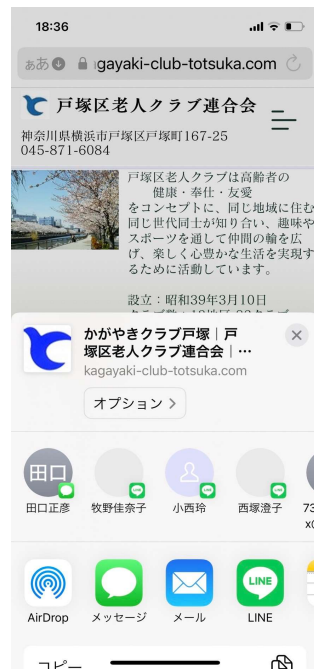 18:36
ああ gayaki-club-totsuka.com
戸塚区老人クラブ連合会
神奈川県横浜市戸塚区戸塚町167-25
045-871-6084
戸塚区老人クラブは高齢者の
健康・奉仕・友愛
をコンセプトに、同じ地域に住む
同じ世代同士が知り合い、趣味や
スポーツを通して仲間の輪を広
げ、楽しく心豊かな生活を実現す
るために活動しています。
設立：昭和39年3月10日
かがやきクラブ戸塚｜戸
塚区老人クラブ連合会｜…
kagayaki-club-totsuka.com
オプション
田口
田口正彦 牧野佳奈子 小西玲 西塚澄子 73
x
LINE
AirDrop メッセージ メール LINE
コピー